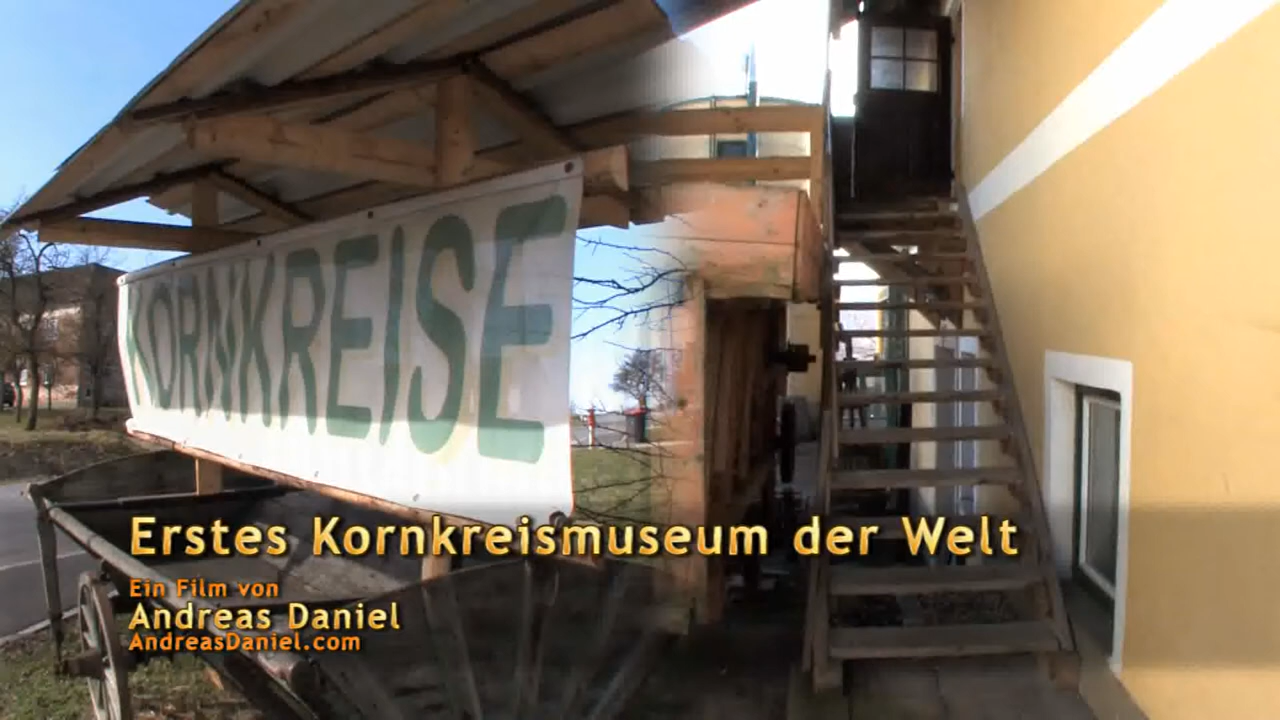 KORNKREISE
Erstes Kornkreismuseum der Welt
Ein Film von
Andreas Daniel
AndreasDaniel.com